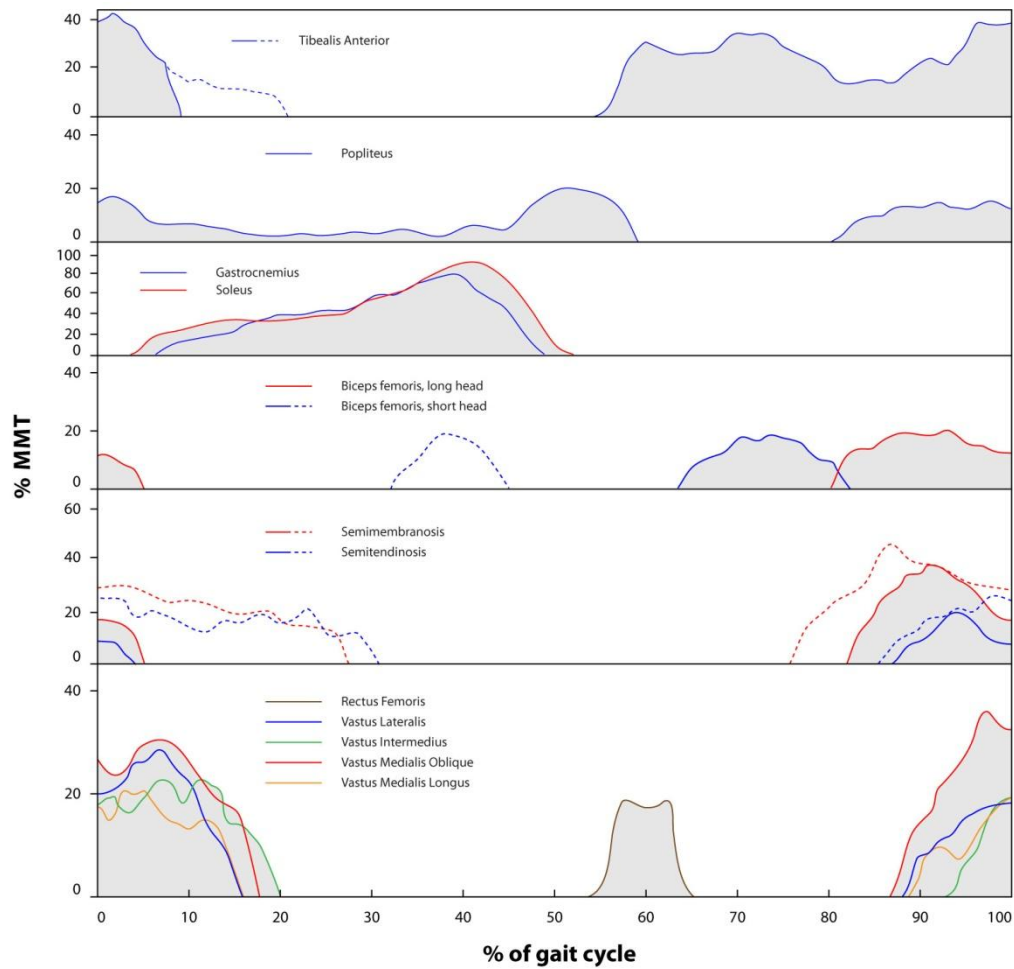 40
20
0
Tibealis Anterior
40
20
0
Popliteus
100
80
60
40
20
0
Gastrocnemius
Soleus
40
20
0
Biceps femoris, long head
Biceps femoris, short head
% MMT
60
40
20
0
Semimembranosis
Semitendinosis
40
20
0
Rectus Femoris
Vastus Lateralis
Vastus Intermedius
Vastus Medialis Oblique
Vastus Medialis Longus
0 10 20 30 40 50 60 70 80 90 100
% of gait cycle